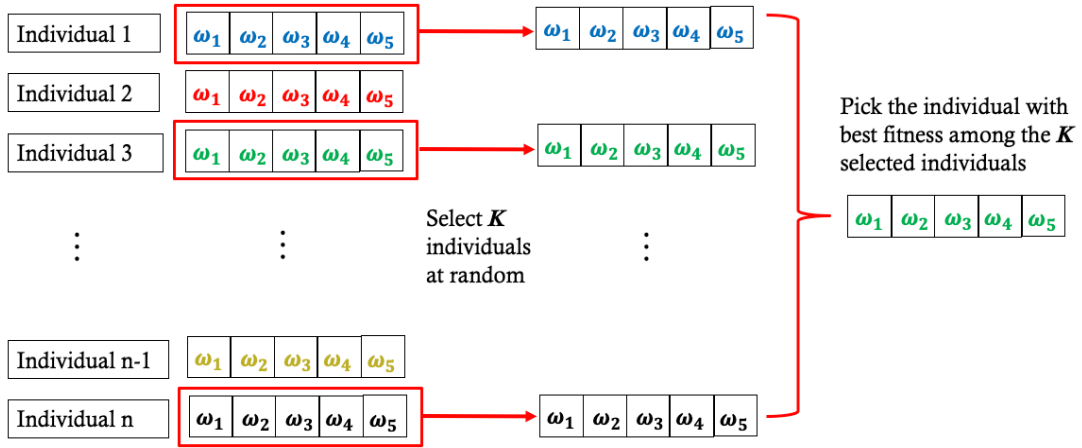 Individual 1 ω₁ ω₂ ω₃ ω₄ ω₅ ω₁ ω₂ ω₃ ω₄ ω₅
Individual 2 ω₁ ω₂ ω₃ ω₄ ω₅
Individual 3 ω₁ ω₂ ω₃ ω₄ ω₅ ω₁ ω₂ ω₃ ω₄ ω₅
⋮ ⋮ ⋮
Select K
individuals
at random
Individual n-1 ω₁ ω₂ ω₃ ω₄ ω₅
Individual n ω₁ ω₂ ω₃ ω₄ ω₅ ω₁ ω₂ ω₃ ω₄ ω₅
Pick the individual with
best fitness among the K
selected individuals
ω₁ ω₂ ω₃ ω₄ ω₅